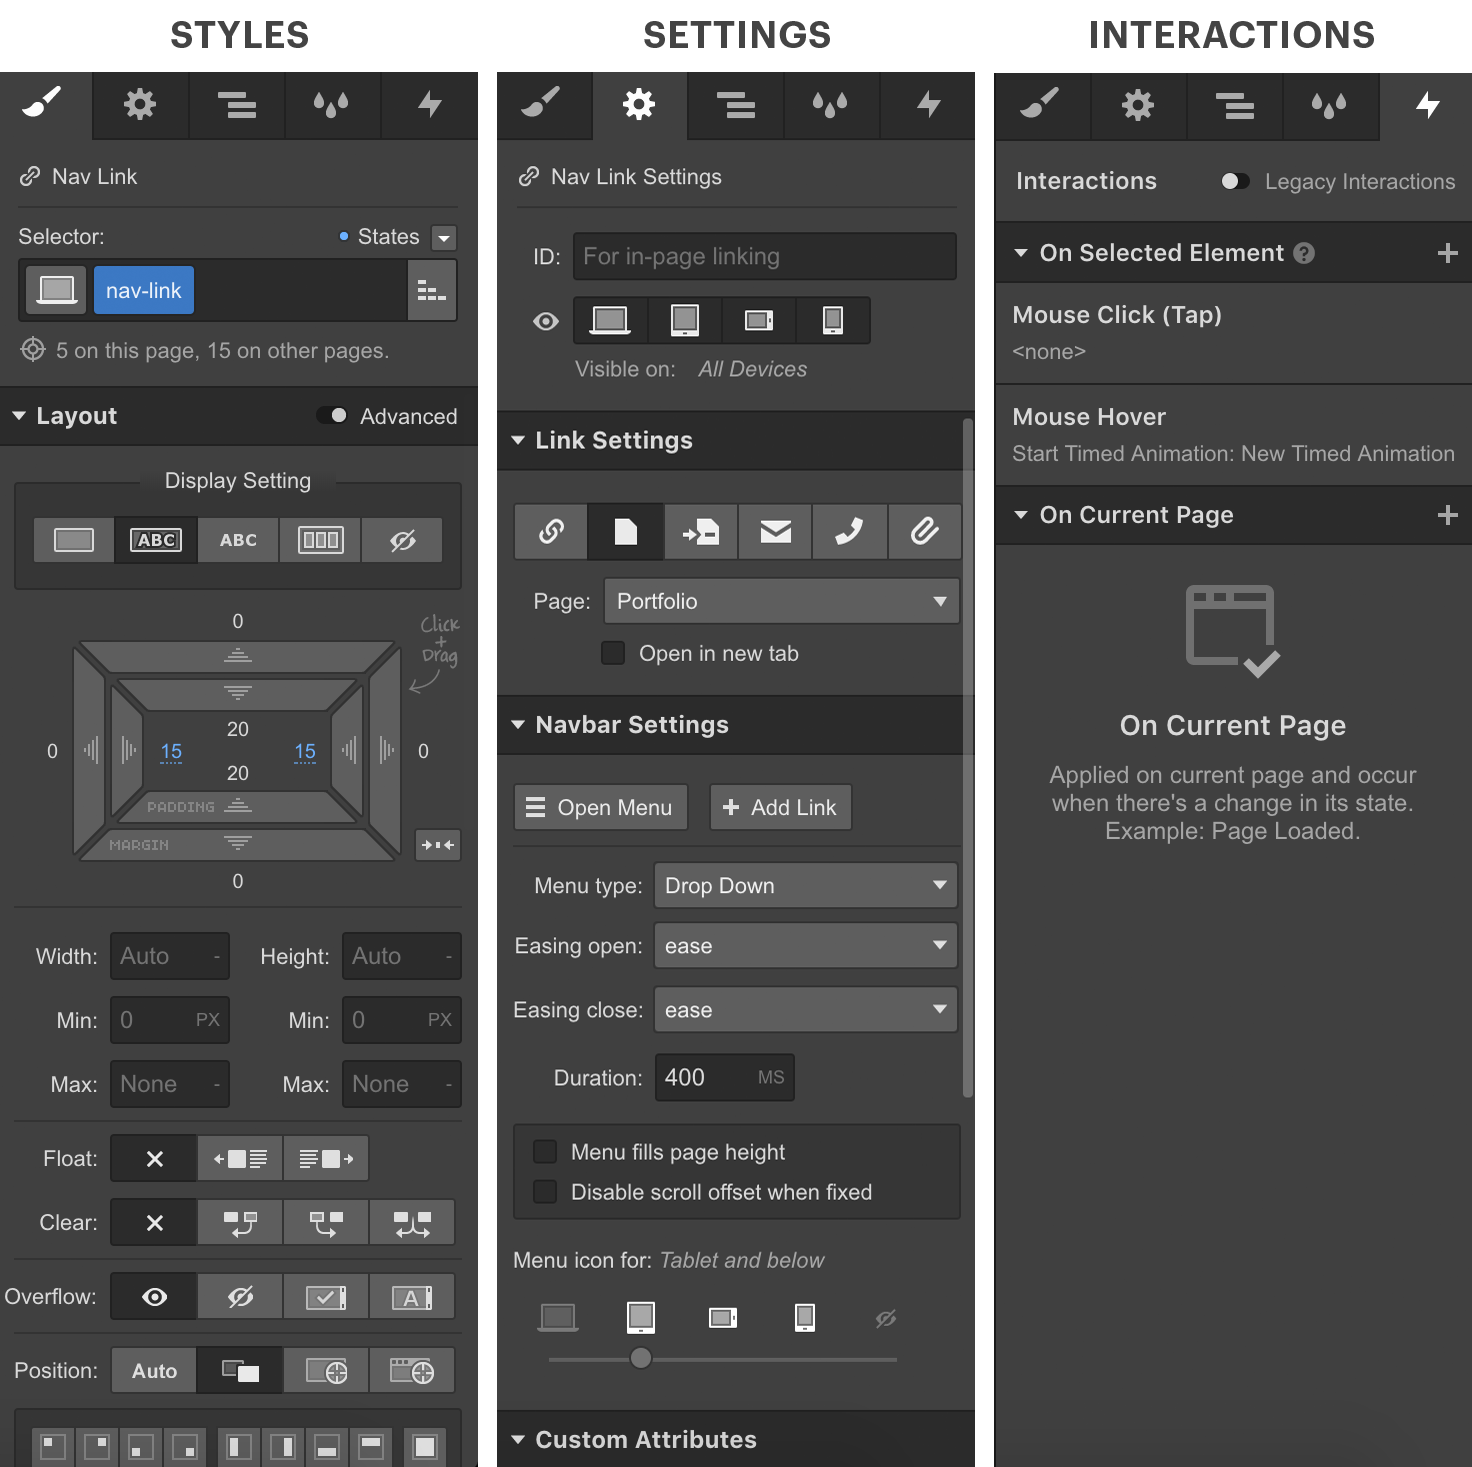 STYLES
Nav Link
Selector:
States
nav-link
5 on this page, 15 on other pages.
Layout
Advanced
Display Setting
ABC
ABC
0
Click
+
Drag
20
0
15
15
0
20
PADDING
MARGIN
0
Width:
Auto
-
Height:
Auto
-
Min:
0
PX
Min:
0
PX
Max:
None
-
Max:
None
-
Float:
Clear:
Overflow:
A
Position:
Auto
SETTINGS
Nav Link Settings
ID:
For in-page linking
Visible on:
All Devices
Link Settings
Page:
Portfolio
Open in new tab
Navbar Settings
Open Menu
+ Add Link
Menu type:
Drop Down
Easing open:
ease
Easing close:
ease
Duration:
400
MS
Menu fills page height
Disable scroll offset when fixed
Menu icon for: Tablet and below
Custom Attributes
INTERACTIONS
Interactions
Legacy Interactions
On Selected Element
?
+
Mouse Click (Tap)
<none>
Mouse Hover
Start Timed Animation: New Timed Animation
On Current Page
+
On Current Page
Applied on current page and occur
when there's a change in its state.
Example: Page Loaded.